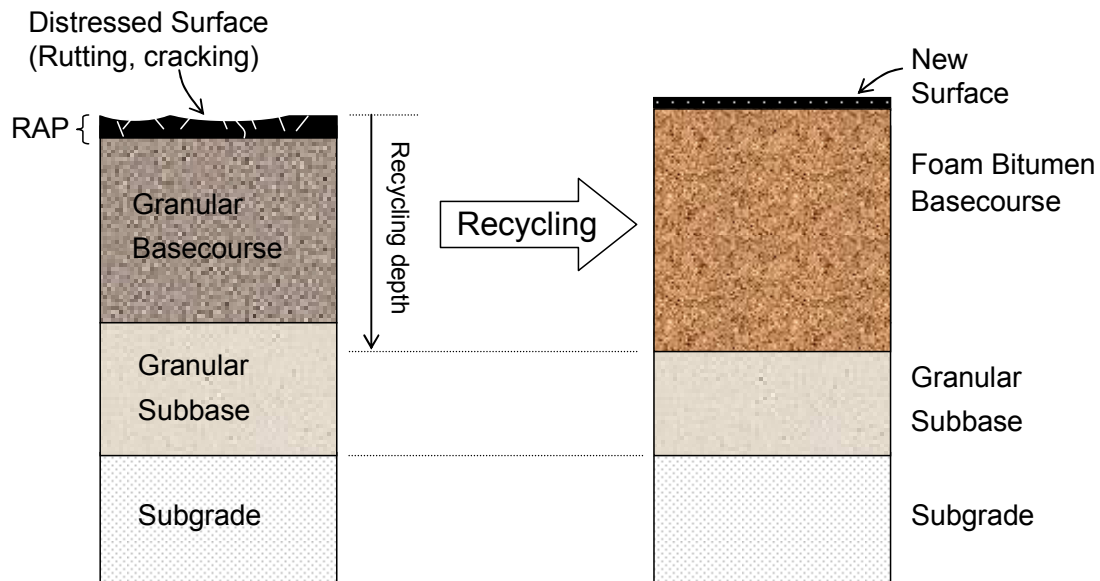 Distressed Surface
(Rutting, cracking)
RAP
Granular
Basecourse
Granular
Subbase
Subgrade
Recycling depth
Recycling
New
Surface
Foam Bitumen
Basecourse
Granular
Subbase
Subgrade